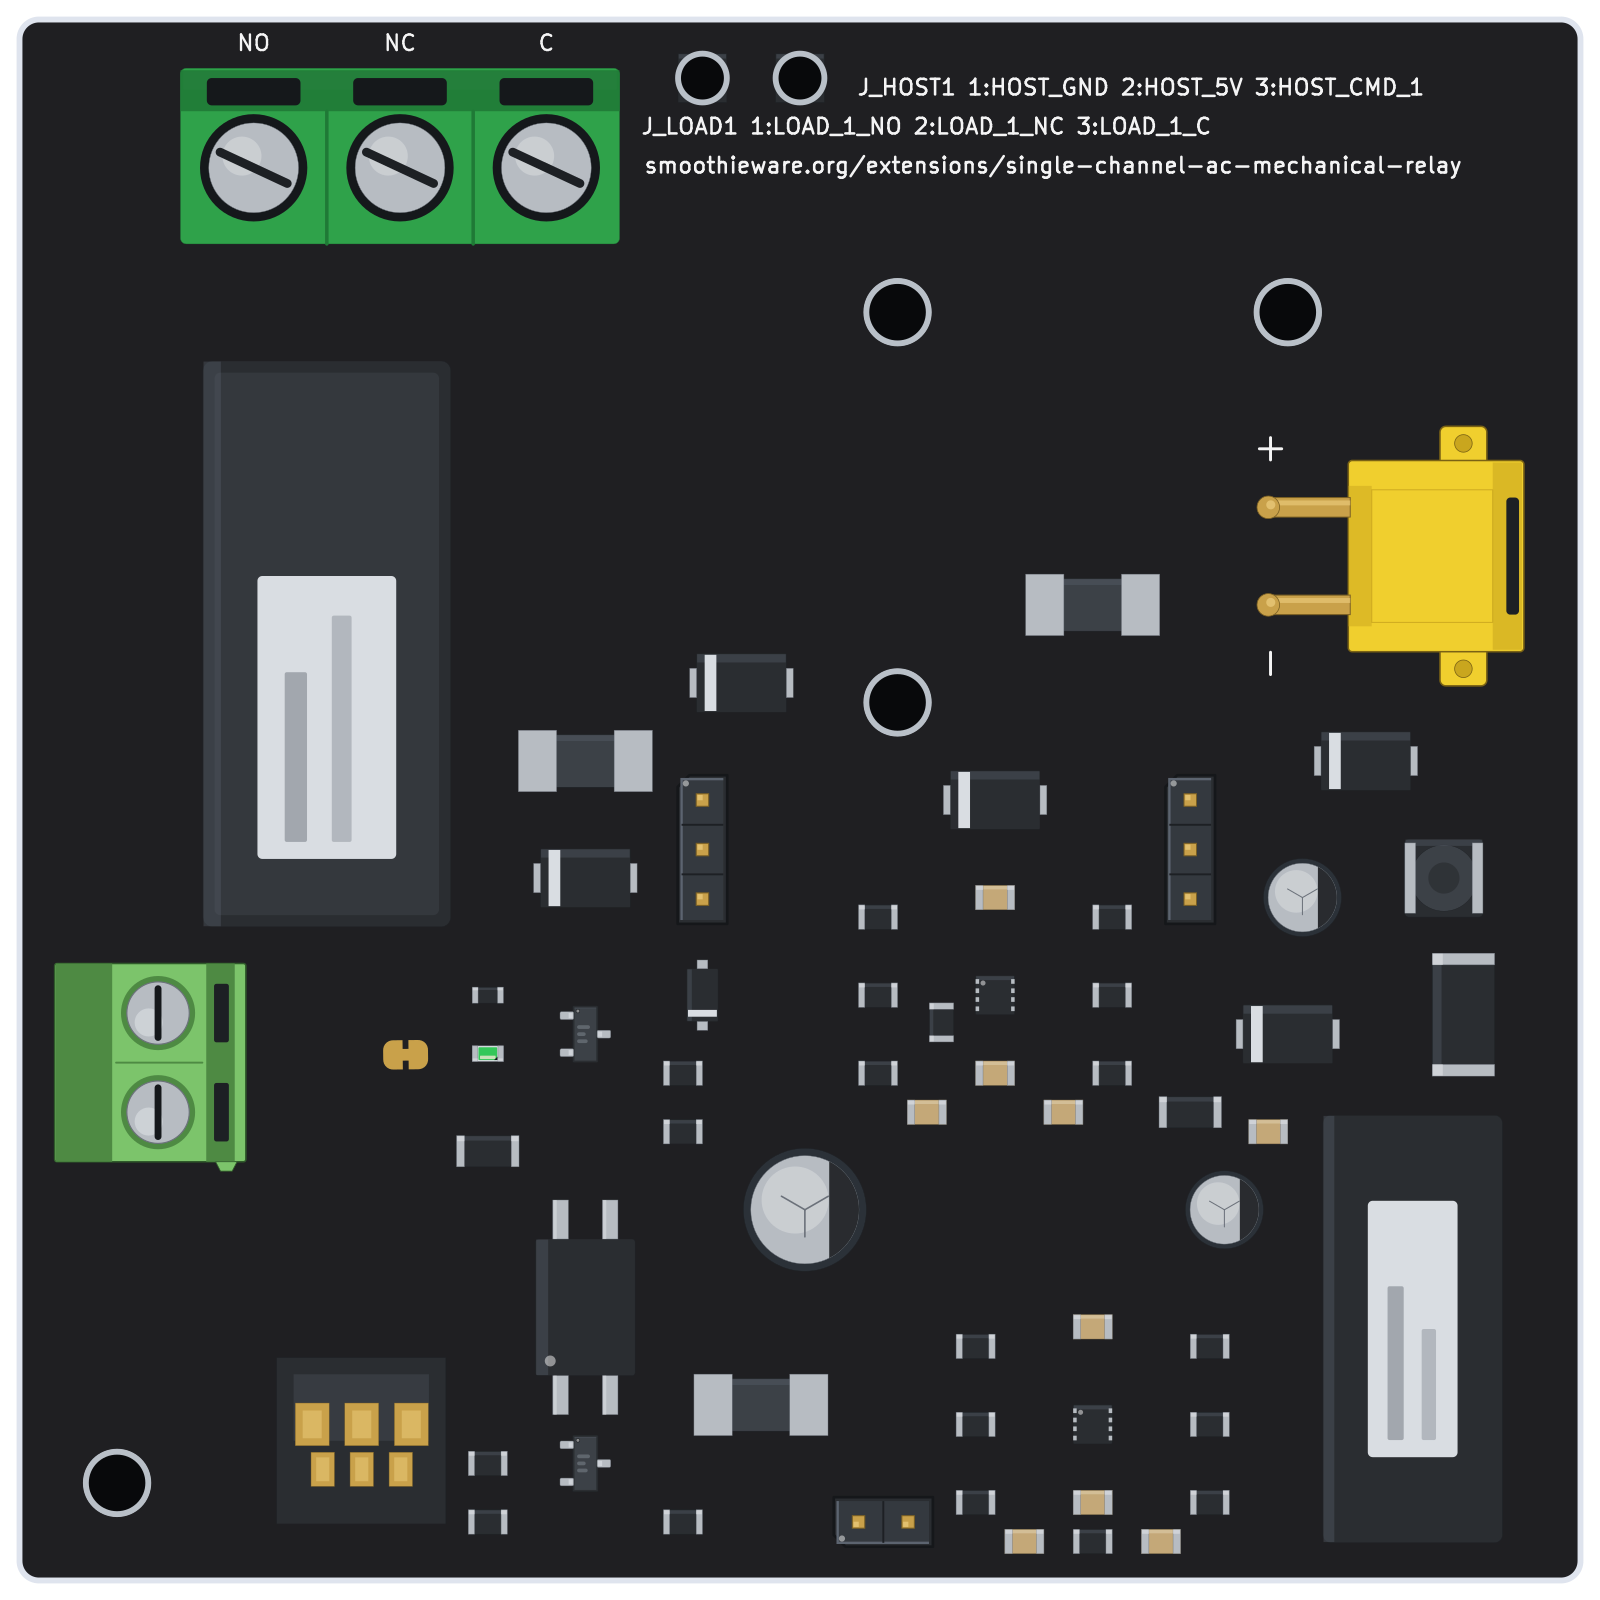 NO NC C
J_HOST1 1:HOST_GND 2:HOST_5V 3:HOST_CMD_1
J_LOAD1 1:LOAD_1_NO 2:LOAD_1_NC 3:LOAD_1_C
smoothieware.org/extensions/single-channel-ac-mechanical-relay
+
-